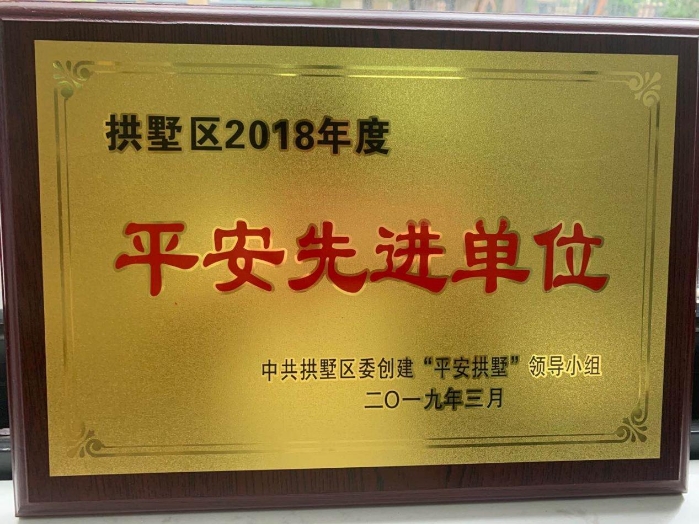 拱墅区2018年度
平安先进单位
中共拱墅区委创建“平安拱墅”领导小组
二〇一九年三月